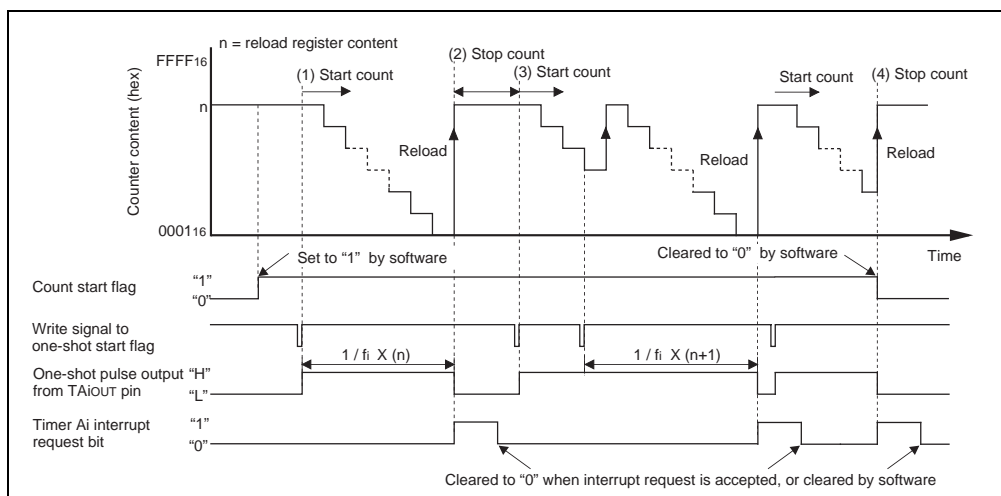 n = reload register content
FFFF16
(1) Start count
(2) Stop count
(3) Start count
Start count
(4) Stop count
Counter content (hex)
n
Reload
Reload
Reload
000116
Time
Set to “1” by software
Cleared to “0” by software
Count start flag
“1”
“0”
Write signal to
one-shot start flag
1 / fi X (n)
1 / fi X (n+1)
One-shot pulse output “H”
from TAiOUT pin “L”
Timer Ai interrupt “1”
request bit “0”
Cleared to “0” when interrupt request is accepted, or cleared by software